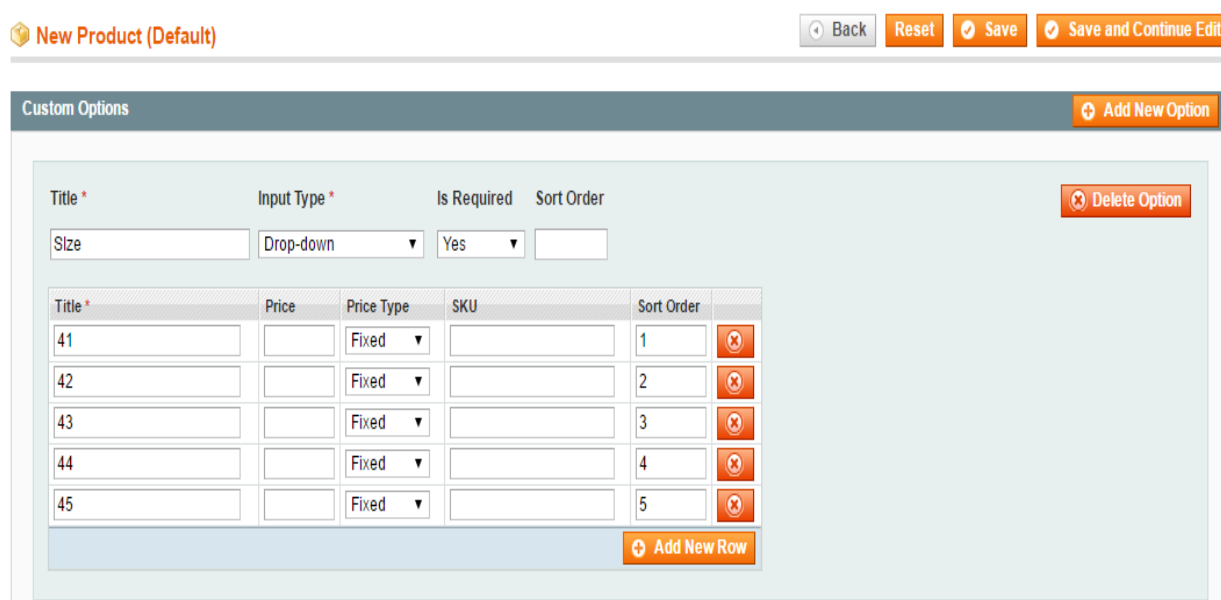 New Product (Default) Back Reset Save Save and Continue Edit
Custom Options Add New Option
Title * Input Type * Is Required Sort Order Delete Option
SIze Drop-down Yes
Title * Price Price Type SKU Sort Order
41 Fixed 1
42 Fixed 2
43 Fixed 3
44 Fixed 4
45 Fixed 5
Add New Row